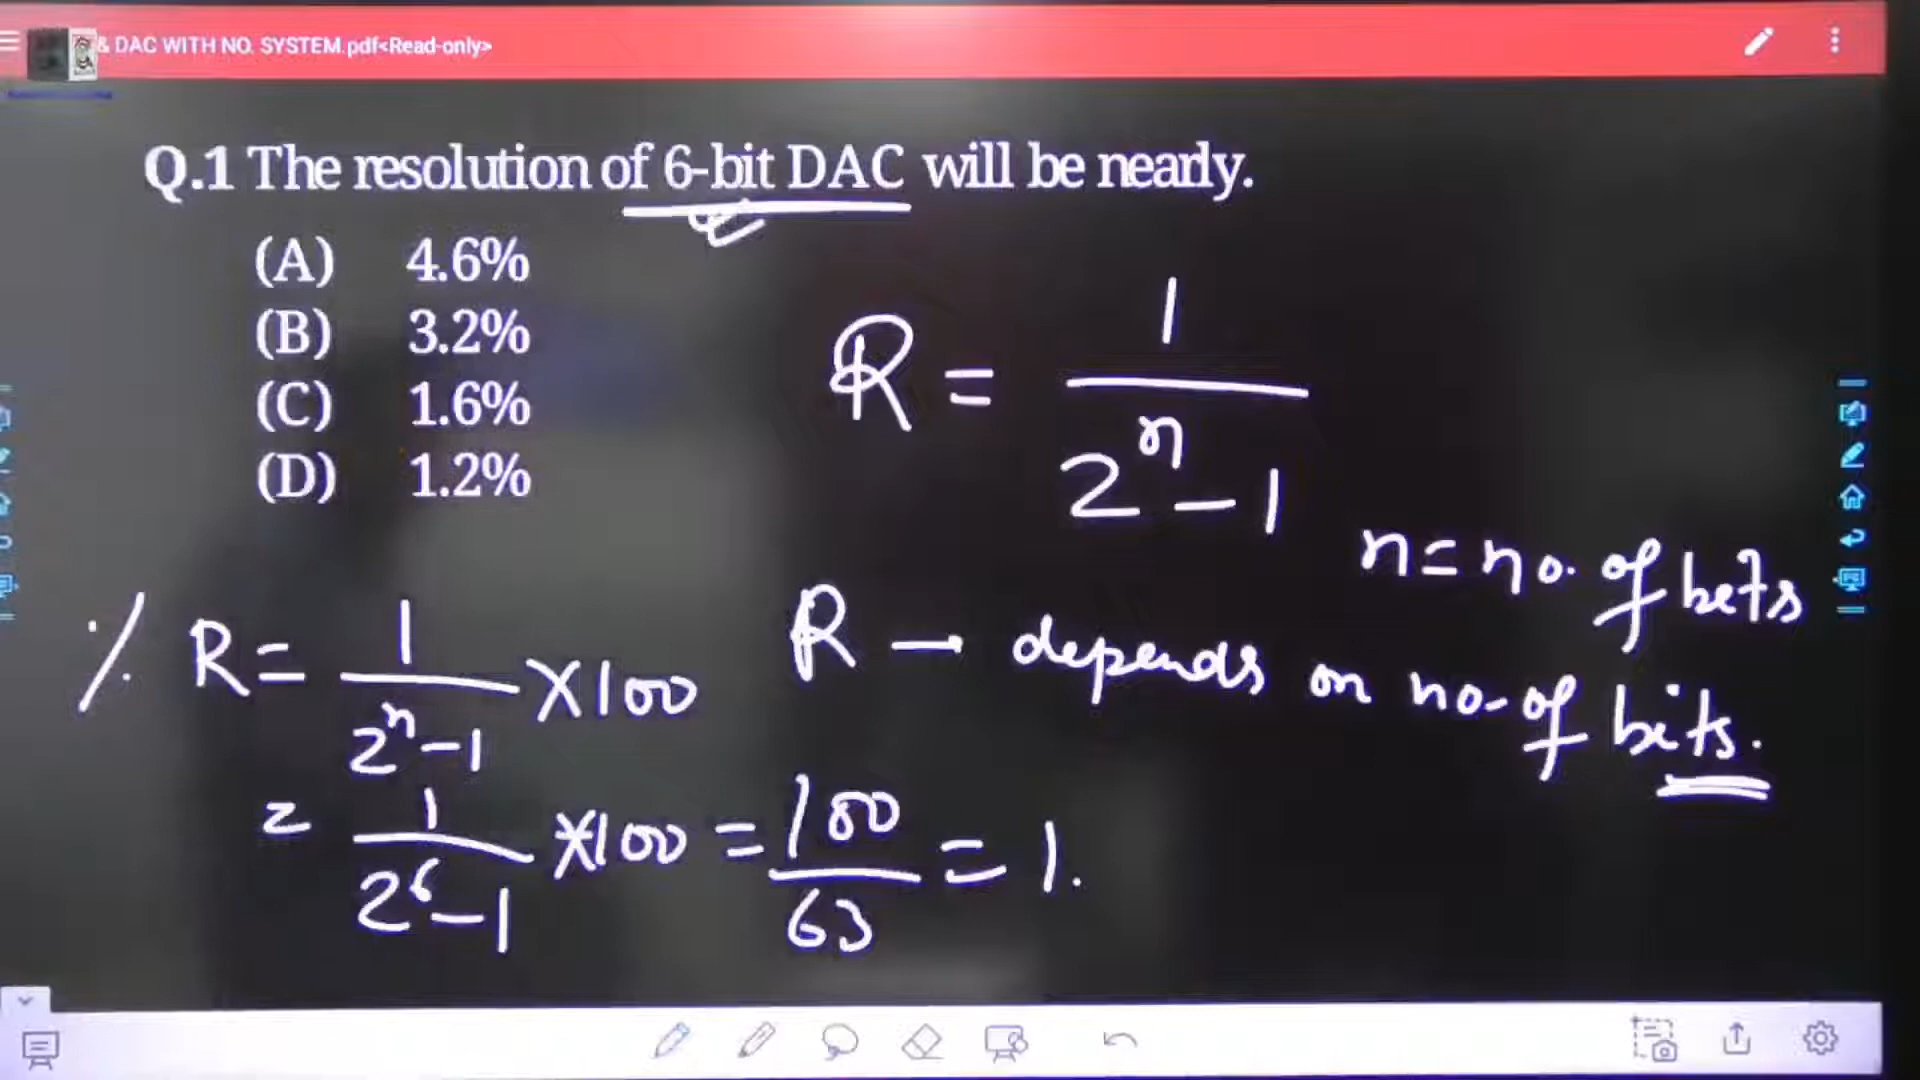 & DAC WITH NO. SYSTEM.pdf<Read-only>
Q.1 The resolution of 6-bit DAC will be nearly.
(A) 4.6%
(B) 3.2%
(C) 1.6%
(D) 1.2%
R = 1 / 2^n - 1
n = no. of bets
R - depends on no. of bits.
% R = 1 / 2^n - 1 X 100
= 1 / 2^6 - 1 X 100 = 100 / 63 = 1.